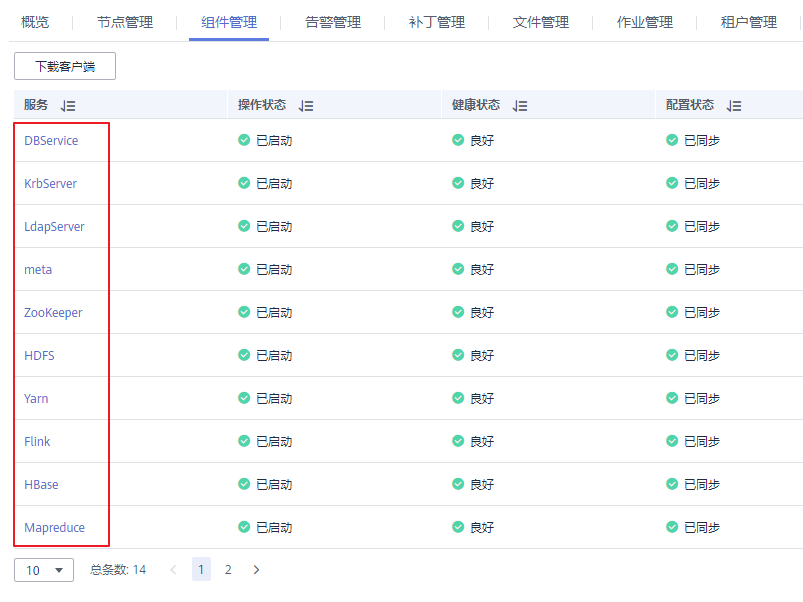 概览 节点管理 组件管理 告警管理 补丁管理 文件管理 作业管理 租户管理
下载客户端
服务 操作状态 健康状态 配置状态
DBService 已启动 良好 已同步
KrbServer 已启动 良好 已同步
LdapServer 已启动 良好 已同步
meta 已启动 良好 已同步
ZooKeeper 已启动 良好 已同步
HDFS 已启动 良好 已同步
Yarn 已启动 良好 已同步
Flink 已启动 良好 已同步
HBase 已启动 良好 已同步
Mapreduce 已启动 良好 已同步
10 总条数: 14 < 1 2 >